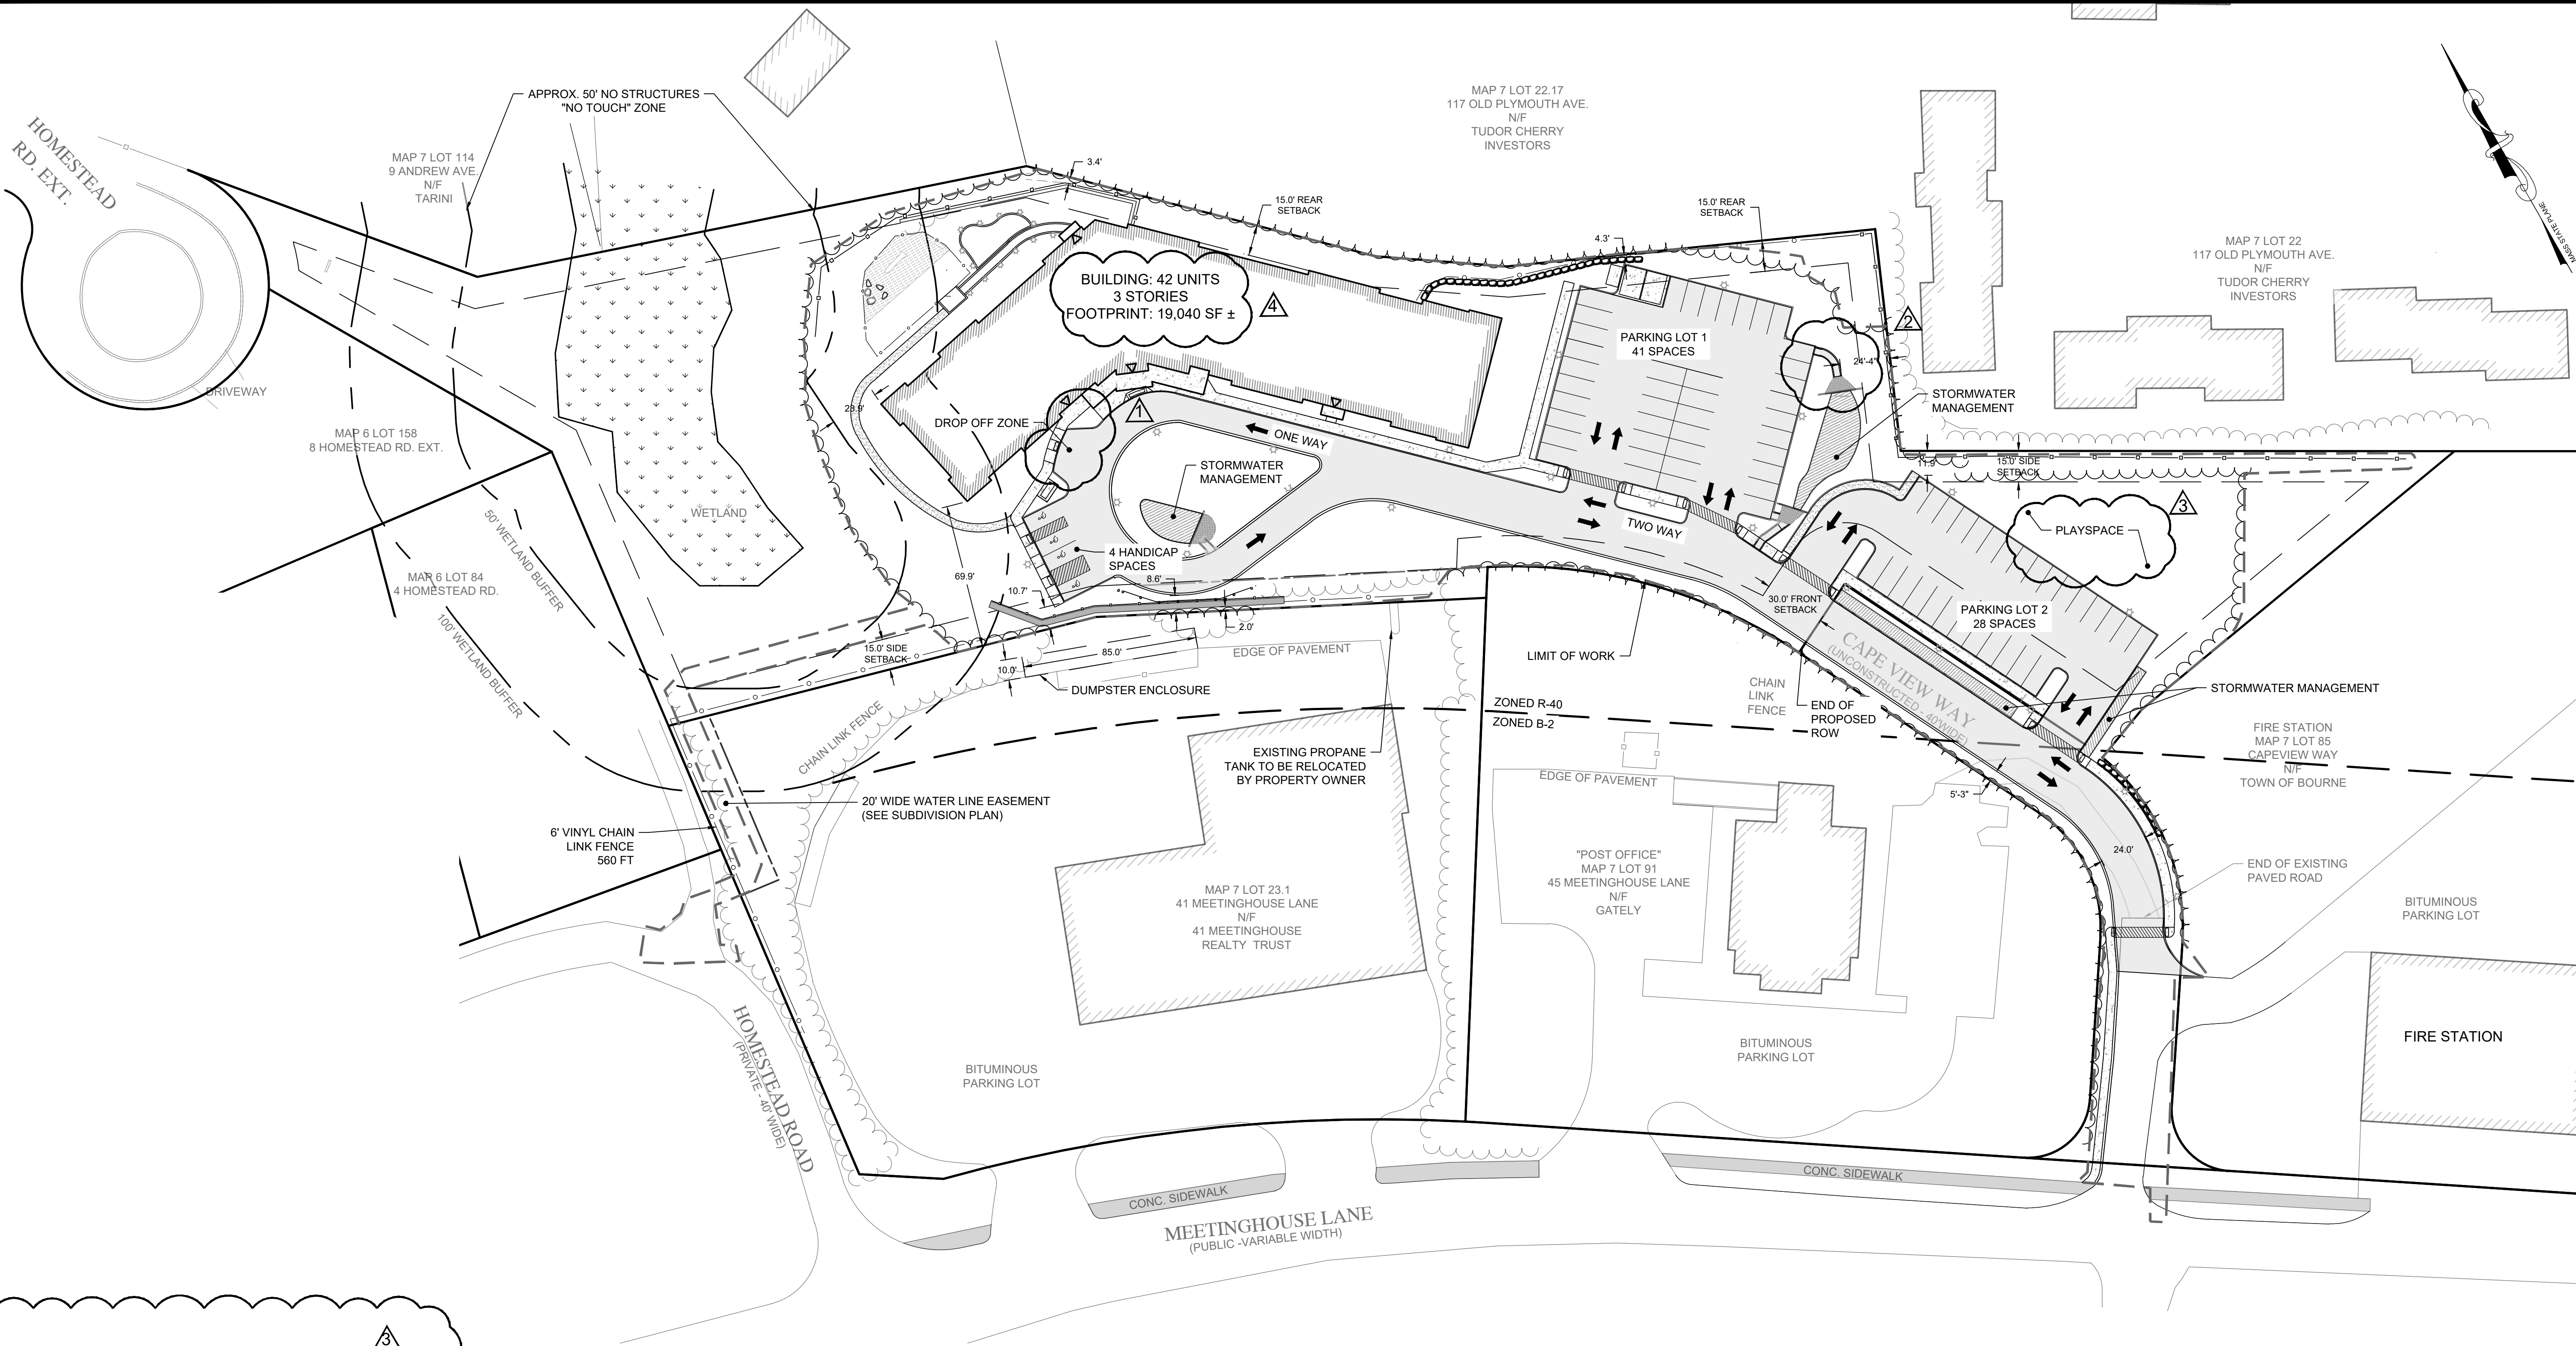 HOMESTEAD
RD. EXT.
DRIVEWAY
APPROX. 50' NO STRUCTURES
"NO TOUCH" ZONE
MAP 7 LOT 114
9 ANDREW AVE.
N/F
TARINI
MAP 6 LOT 158
8 HOMESTEAD RD. EXT.
MAP 6 LOT 84
4 HOMESTEAD RD.
50' WETLAND BUFFER
100' WETLAND BUFFER
WETLAND
3.4'
15.0' REAR
SETBACK
MAP 7 LOT 22.17
117 OLD PLYMOUTH AVE.
N/F
TUDOR CHERRY
INVESTORS
15.0' REAR
SETBACK
4.3'
MAP 7 LOT 22
117 OLD PLYMOUTH AVE.
N/F
TUDOR CHERRY
INVESTORS
MASS STATE PLANE
BUILDING: 42 UNITS
3 STORIES
FOOTPRINT: 19,040 SF ±
4
PARKING LOT 1
41 SPACES
2
24'-4"
STORMWATER
MANAGEMENT
23.9'
DROP OFF ZONE
1
ONE WAY
STORMWATER
MANAGEMENT
TWO WAY
11.9'
15.0' SIDE
SETBACK
3
PLAYSPACE
4 HANDICAP
SPACES
69.9'
10.7'
8.6'
2.0'
30.0' FRONT
SETBACK
PARKING LOT 2
28 SPACES
15.0' SIDE
SETBACK
10.0'
85.0'
EDGE OF PAVEMENT
DUMPSTER ENCLOSURE
LIMIT OF WORK
CAPE VIEW WAY
(UNCONSTRUCTED - 40'WIDE)
CHAIN
LINK
FENCE
END OF
PROPOSED
ROW
STORMWATER MANAGEMENT
ZONED R-40
ZONED B-2
CHAIN LINK FENCE
EXISTING PROPANE
TANK TO BE RELOCATED
BY PROPERTY OWNER
EDGE OF PAVEMENT
FIRE STATION
MAP 7 LOT 85
CAPEVIEW WAY
N/F
TOWN OF BOURNE
5'-3"
20' WIDE WATER LINE EASEMENT
(SEE SUBDIVISION PLAN)
6' VINYL CHAIN
LINK FENCE
560 FT
24.0'
END OF EXISTING
PAVED ROAD
"POST OFFICE"
MAP 7 LOT 91
45 MEETINGHOUSE LANE
N/F
GATELY
MAP 7 LOT 23.1
41 MEETINGHOUSE LANE
N/F
41 MEETINGHOUSE
REALTY TRUST
BITUMINOUS
PARKING LOT
HOMESTEAD ROAD
(PRIVATE - 40' WIDE)
BITUMINOUS
PARKING LOT
BITUMINOUS
PARKING LOT
FIRE STATION
CONC. SIDEWALK
CONC. SIDEWALK
MEETINGHOUSE LANE
(PUBLIC -VARIABLE WIDTH)
3